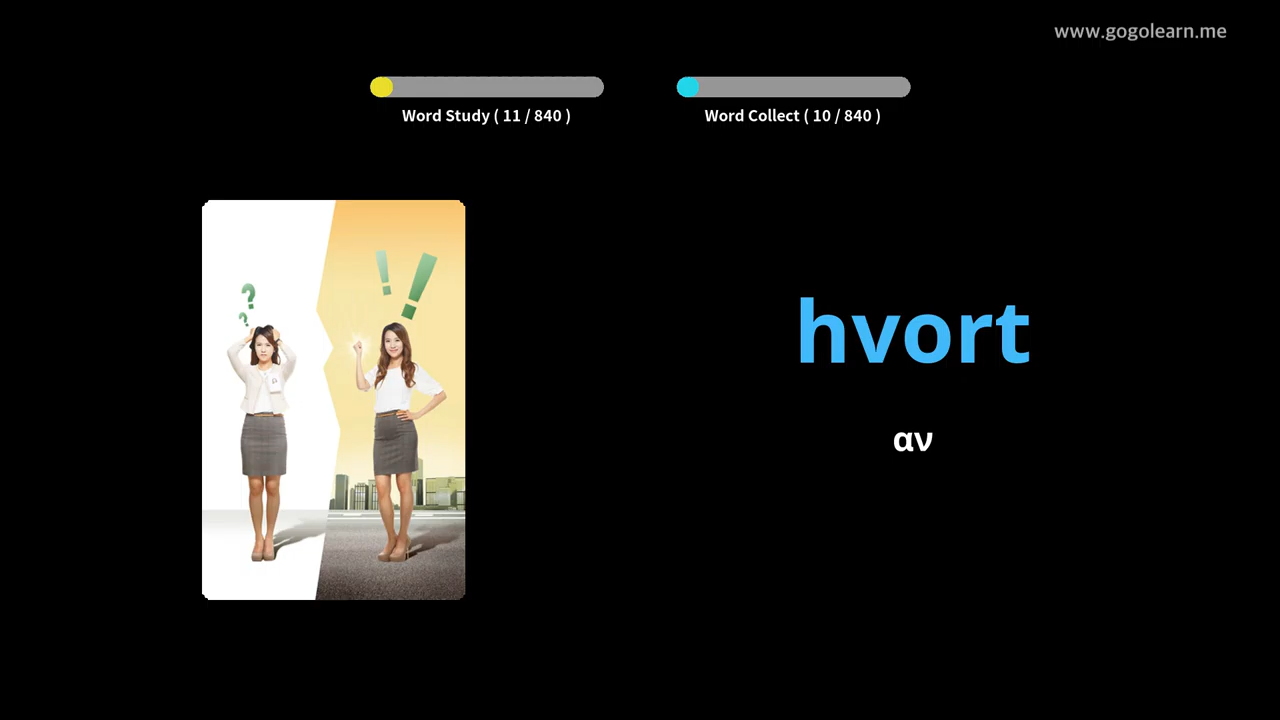 www.gogolearn.me
Word Study ( 11 / 840 )
Word Collect ( 10 / 840 )
? ?
! !
hvort
αν